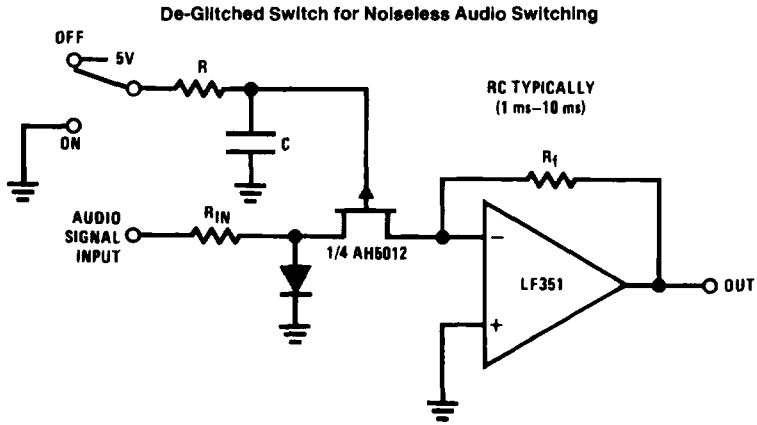 De-Glitched Switch for Noiseless Audio Switching
OFF
5V
R
RC TYPICALLY
(1 ms–10 ms)
ON
C
Rf
AUDIO
SIGNAL
INPUT
RIN
1/4 AH5012
−
LF351
OUT
+